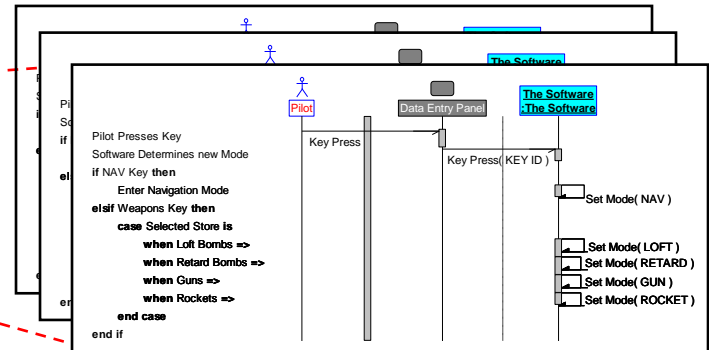 The Software
Pilot
Data Entry Panel
The Software
:The Software
Pilot Presses Key
Key Press
Software Determines new Mode
Key Press( KEY ID )
if NAV Key then
Enter Navigation Mode
Set Mode( NAV )
elsif Weapons Key then
case Selected Store is
when Loft Bombs =>
Set Mode( LOFT )
when Retard Bombs =>
Set Mode( RETARD )
when Guns =>
Set Mode( GUN )
when Rockets =>
Set Mode( ROCKET )
end case
end if